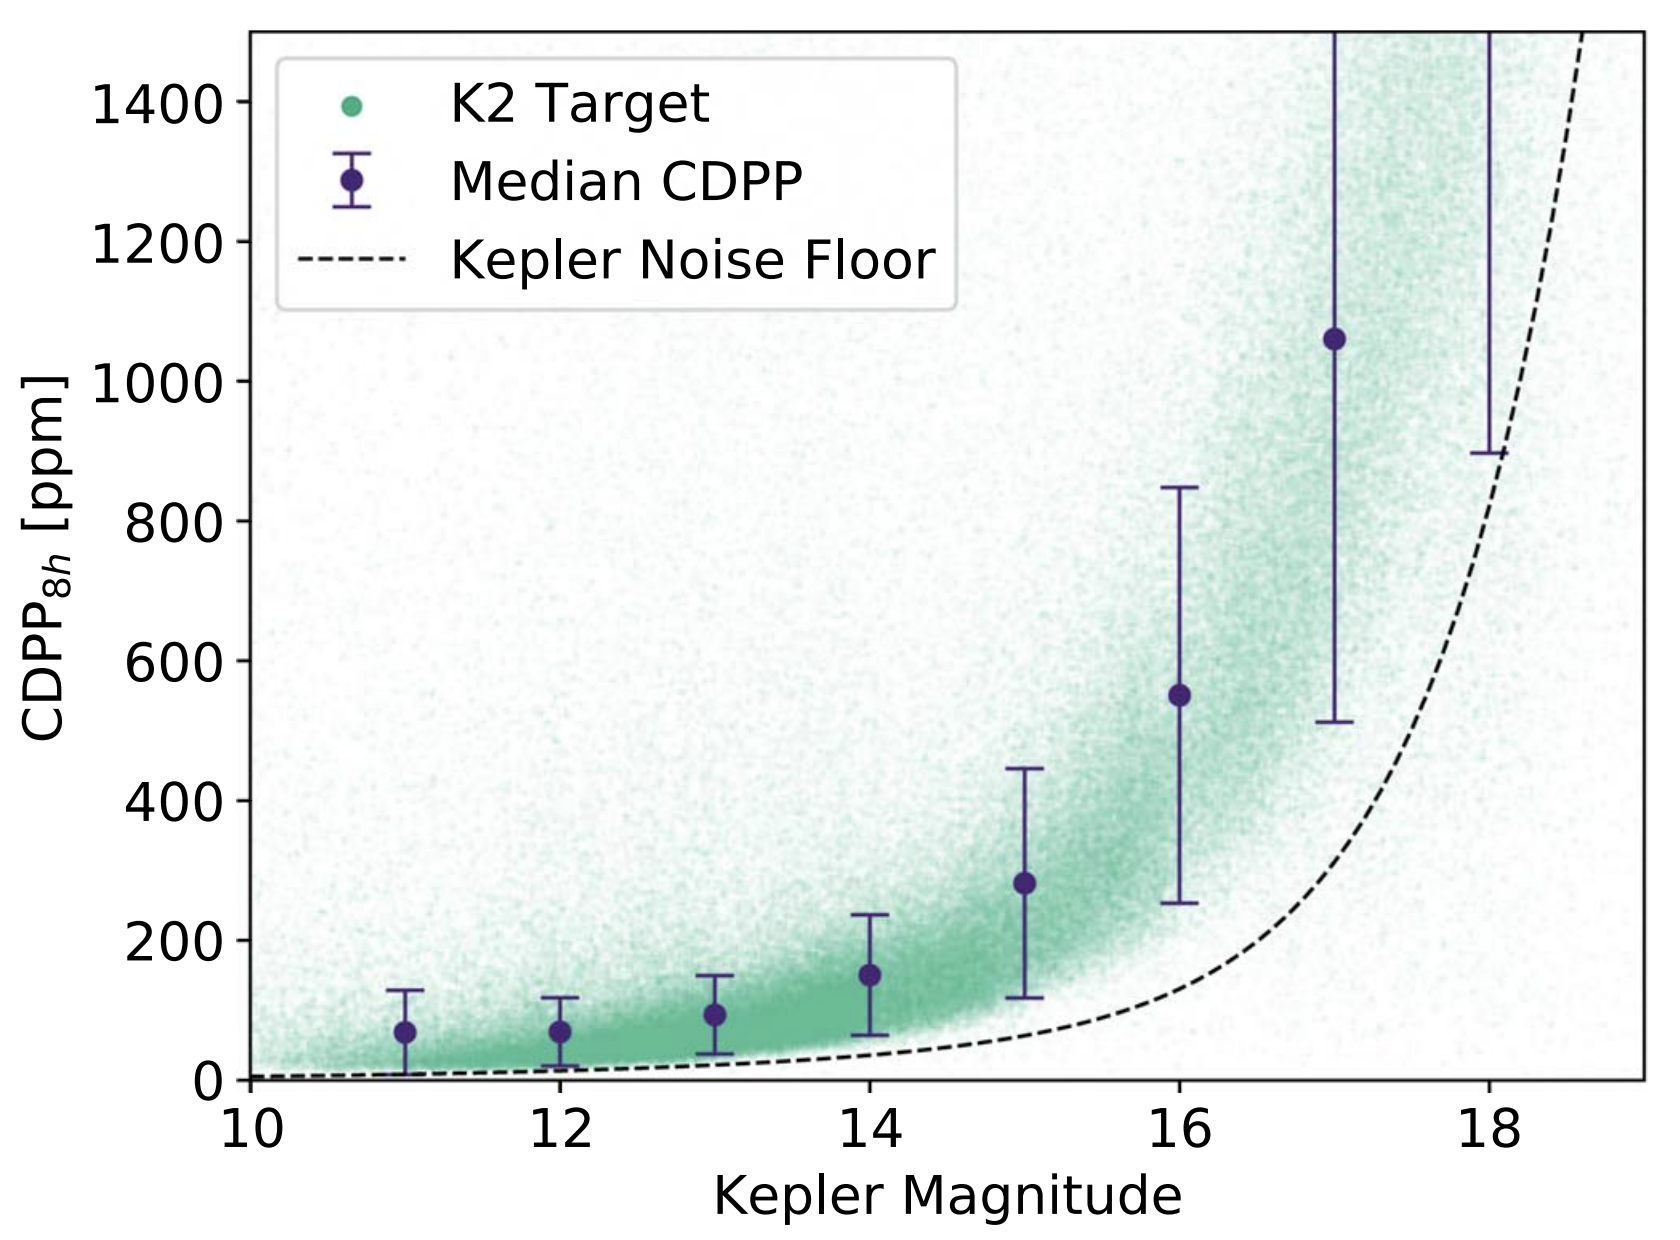 K2 Target
Median CDPP
Kepler Noise Floor
1400
1200
1000
800
600
400
200
0
CDPP8h [ppm]
10 12 14 16 18
Kepler Magnitude